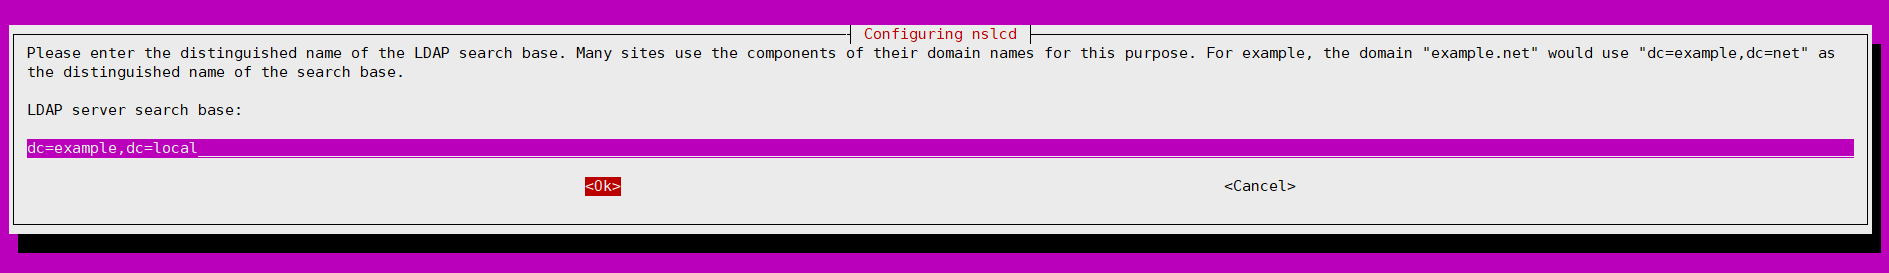 Configuring nslcd
Please enter the distinguished name of the LDAP search base. Many sites use the components of their domain names for this purpose. For example, the domain "example.net" would use "dc=example,dc=net" as
the distinguished name of the search base.
LDAP server search base:
dc=example,dc=local
<Ok> <Cancel>